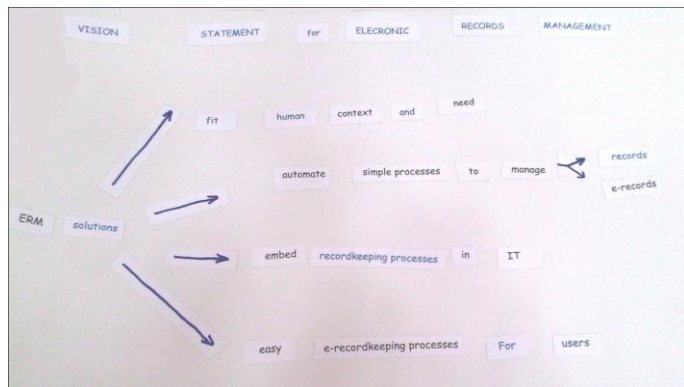 VISION STATEMENT for ELECRONIC RECORDS MANAGEMENT
fit human context and need
automate simple processes to manage records
e-records
ERM solutions
embed recordkeeping processes in IT
easy e-recordkeeping processes For users